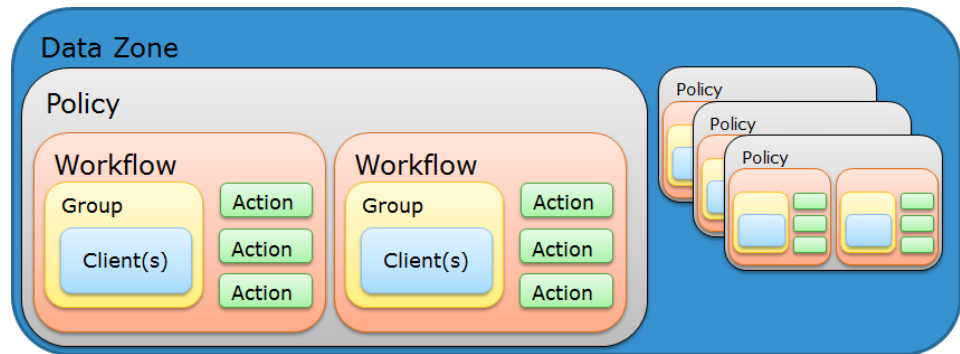 Data Zone
Policy
Workflow
Group
Client(s)
Action
Action
Action
Workflow
Group
Client(s)
Action
Action
Action
Policy
Policy
Policy